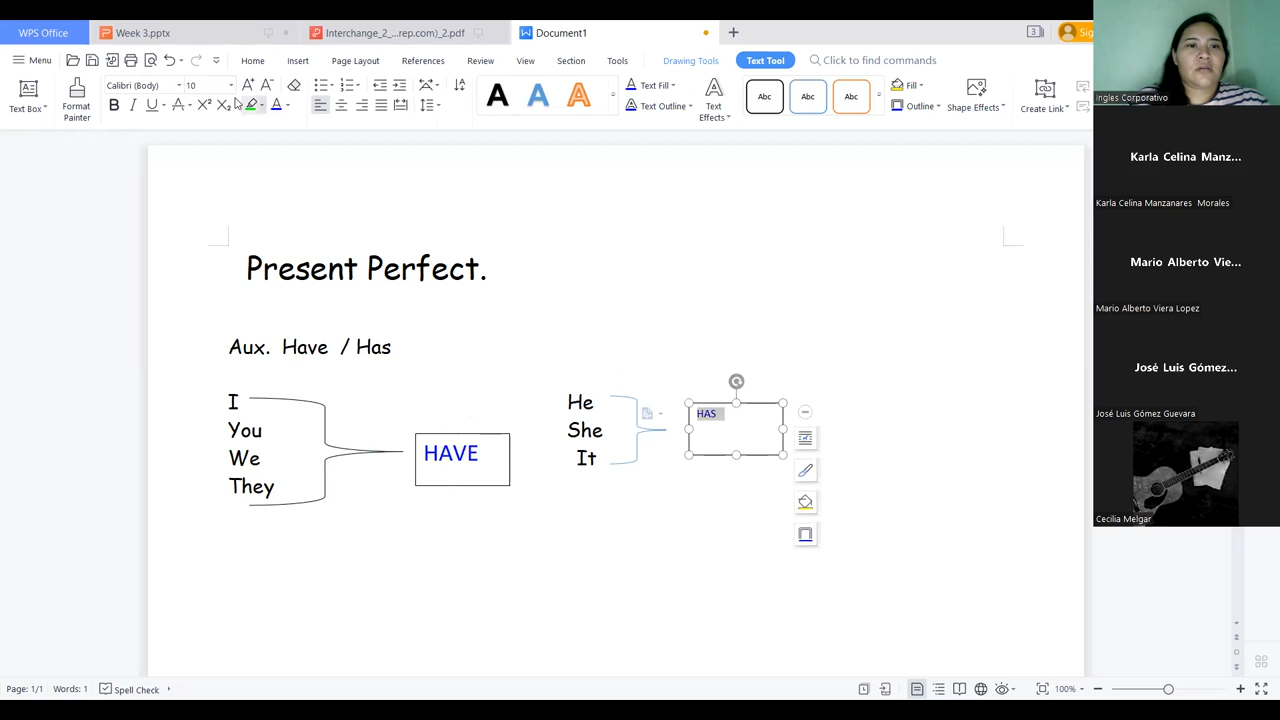 WPS Office
Week 3.pptx
Interchange_2_...rep.com)_2.pdf
Document1
3
Menu
Home
Insert
Page Layout
References
Review
View
Section
Tools
Drawing Tools
Text Tool
Click to find commands
Text Box
Format Painter
Calibri (Body)
10
Text Fill
Text Outline
Text Effects
Abc
Abc
Abc
Fill
Outline
Shape Effects
Create Link
Present Perfect.
Aux. Have / Has
I
You
We
They
HAVE
He
She
It
HAS
Ingles Corporativo
Karla Celina Manz...
Karla Celina Manzanares Morales
Mario Alberto Vie...
Mario Alberto Viera Lopez
José Luis Gómez...
José Luis Gómez Guevara
Cecilia Melgar
Page: 1/1
Words: 1
Spell Check
100%